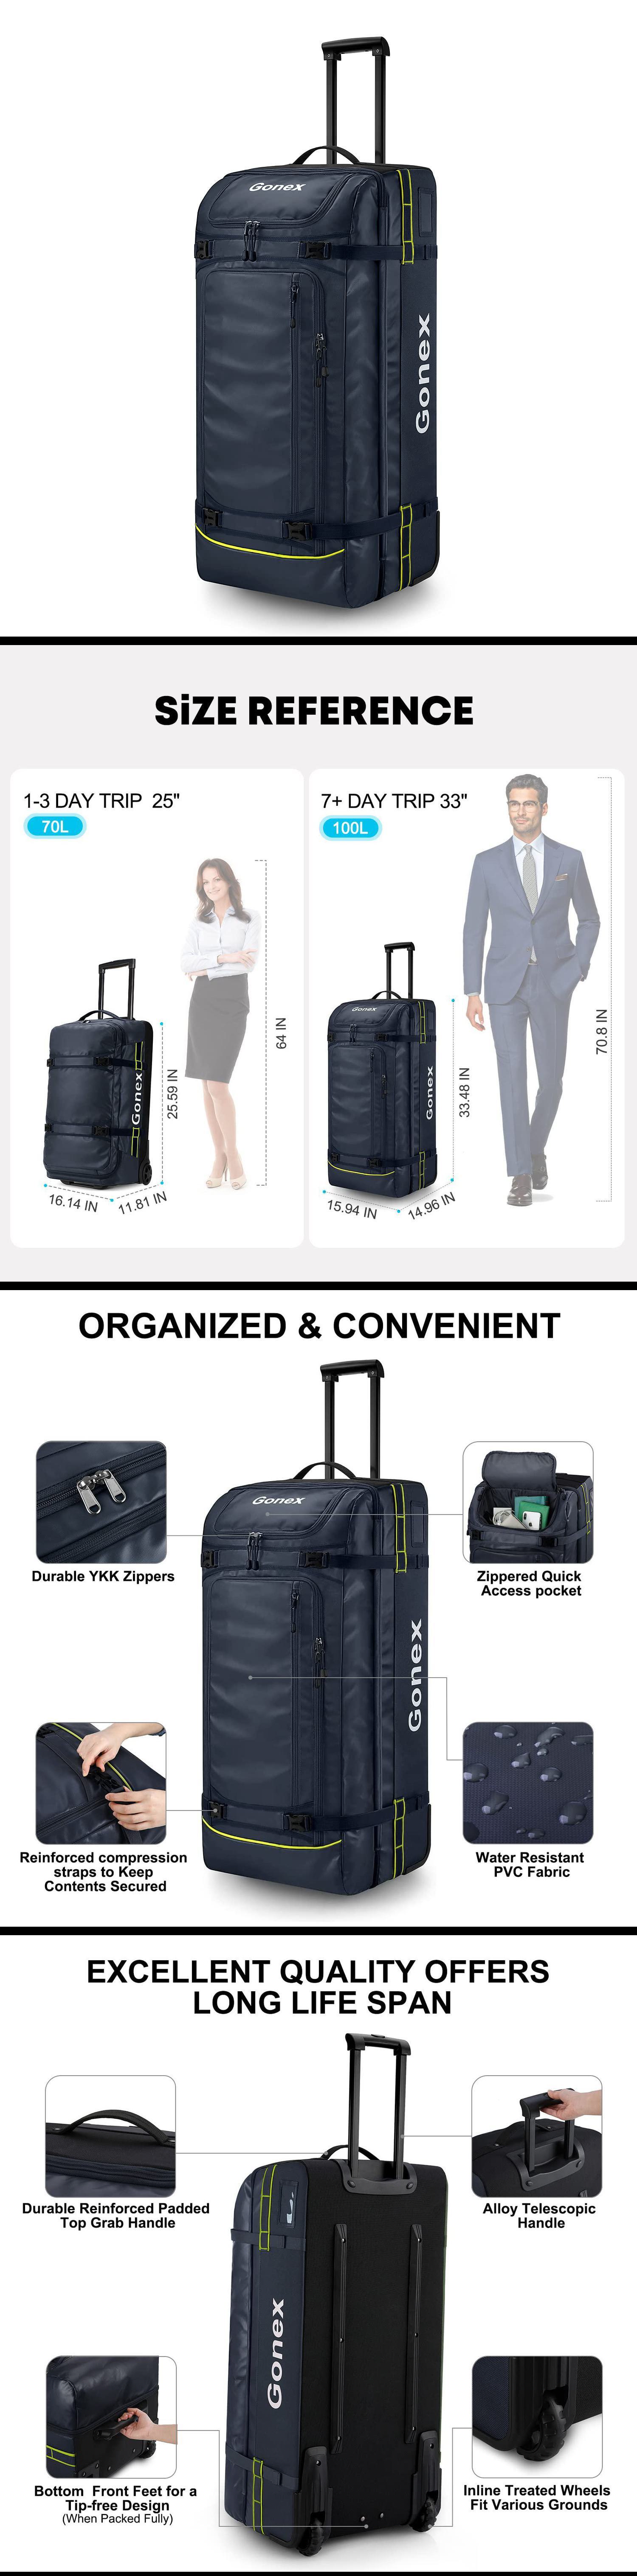 Gonex
Gonex
SiZE REFERENCE
1-3 DAY TRIP 25"
70L
64 IN
25.59 IN
Gonex
16.14 IN
11.81 IN
7+ DAY TRIP 33"
100L
70.8 IN
Gonex
Gonex
33.48 IN
15.94 IN
14.96 IN
ORGANIZED & CONVENIENT
Gonex
Gonex
Durable YKK Zippers
Zippered Quick
Access pocket
Reinforced compression
straps to Keep
Contents Secured
Water Resistant
PVC Fabric
EXCELLENT QUALITY OFFERS
LONG LIFE SPAN
Durable Reinforced Padded
Top Grab Handle
Alloy Telescopic
Handle
Gonex
Bottom Front Feet for a
Tip-free Design
(When Packed Fully)
Inline Treated Wheels
Fit Various Grounds